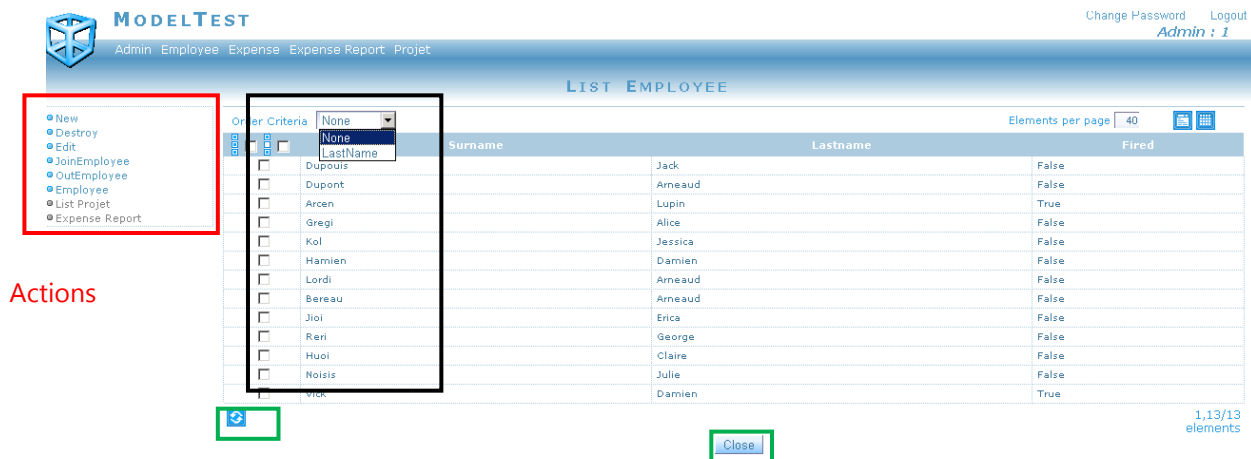 MODELTEST
Change Password Logout
Admin : 1
Admin Employee Expense Expense Report Projet
LIST EMPLOYEE
New
Destroy
Edit
JoinEmployee
OutEmployee
Employee
List Projet
Expense Report
Actions
Order Criteria None
None
LastName
Elements per page 40
Surname Lastname Fired
Dupouis Jack False
Dupont Arneaud False
Arcen Lupin True
Gregi Alice False
Kol Jessica False
Hamien Damien False
Lordi Arneaud False
Bereau Arneaud False
Jioi Erica False
Reri George False
Huoi Claire False
Noisis Julie False
Vick Damien True
1,13/13
elements
Close